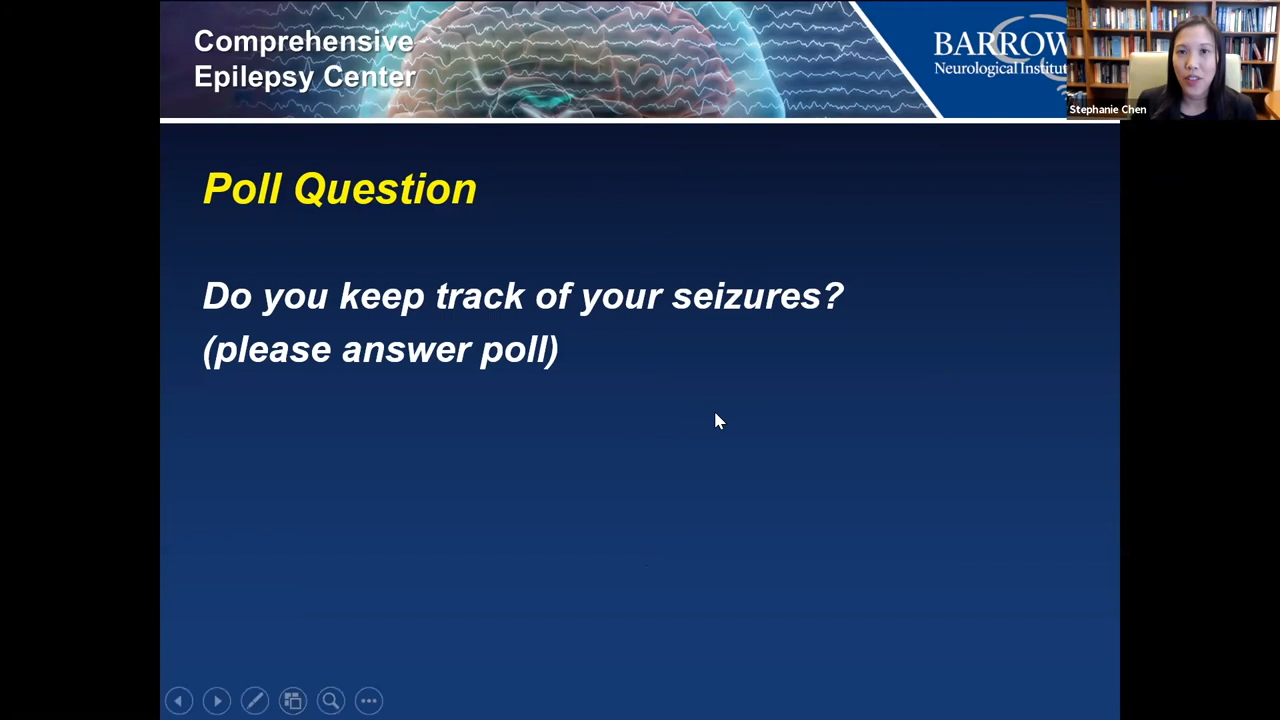 Comprehensive
Epilepsy Center
BARROW
Neurological Institut
Stephanie Chen
Poll Question
Do you keep track of your seizures?
(please answer poll)